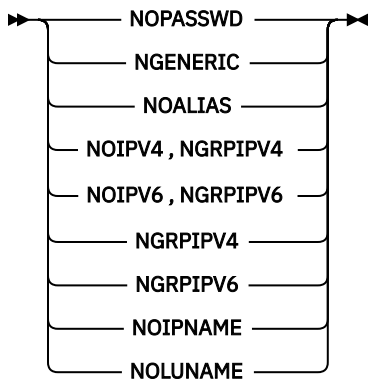 NOPASSWD
NGENERIC
NOALIAS
NOIPV4 , NGRPIPV4
NOIPV6 , NGRPIPV6
NGRPIPV4
NGRPIPV6
NOIPNAME
NOLUNAME